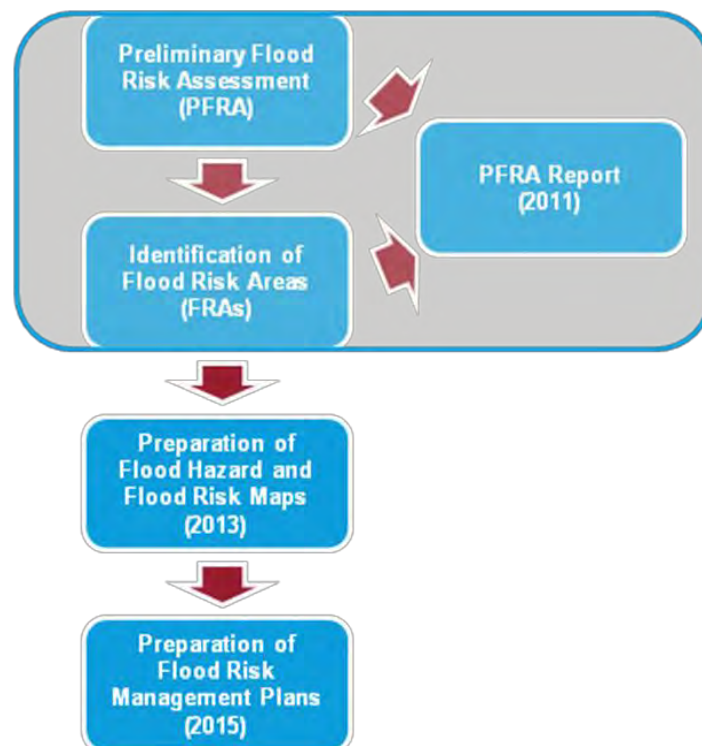 Preliminary Flood
Risk Assessment
(PFRA)
PFRA Report
(2011)
Identification of
Flood Risk Areas
(FRAs)
Preparation of
Flood Hazard and
Flood Risk Maps
(2013)
Preparation of
Flood Risk
Management Plans
(2015)